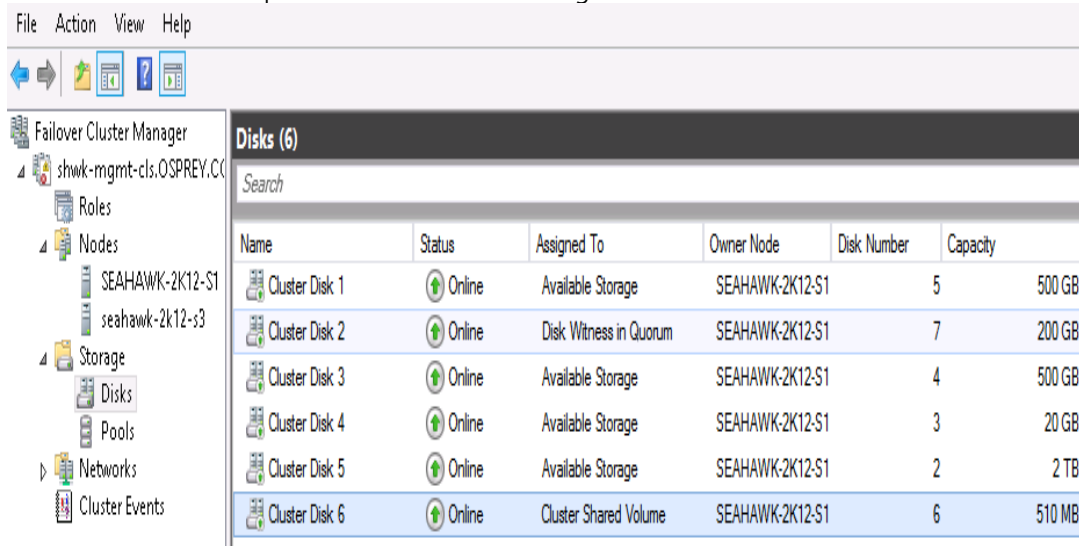 File Action View Help
Failover Cluster Manager
shwk-mgmt-cls.OSPREY.CO
Roles
Nodes
SEAHAWK-2K12-S1
seahawk-2k12-s3
Storage
Disks
Pools
Networks
Cluster Events
Disks (6)
Search
Name Status Assigned To Owner Node Disk Number Capacity
Cluster Disk 1 Online Available Storage SEAHAWK-2K12-S1 5 500 GB
Cluster Disk 2 Online Disk Witness in Quorum SEAHAWK-2K12-S1 7 200 GB
Cluster Disk 3 Online Available Storage SEAHAWK-2K12-S1 4 500 GB
Cluster Disk 4 Online Available Storage SEAHAWK-2K12-S1 3 20 GB
Cluster Disk 5 Online Available Storage SEAHAWK-2K12-S1 2 2 TB
Cluster Disk 6 Online Cluster Shared Volume SEAHAWK-2K12-S1 6 510 MB